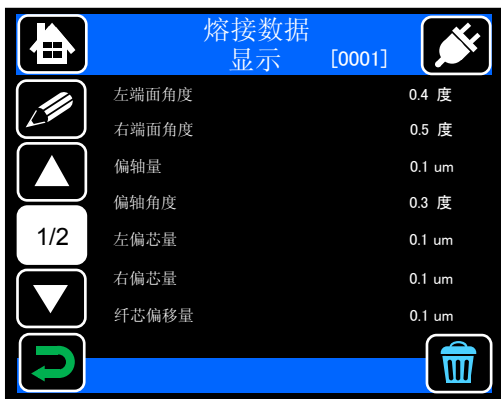 熔接数据
显示 [0001]
左端面角度 0.4 度
右端面角度 0.5 度
偏轴量 0.1 um
偏轴角度 0.3 度
1/2
左偏芯量 0.1 um
右偏芯量 0.1 um
纤芯偏移量 0.1 um